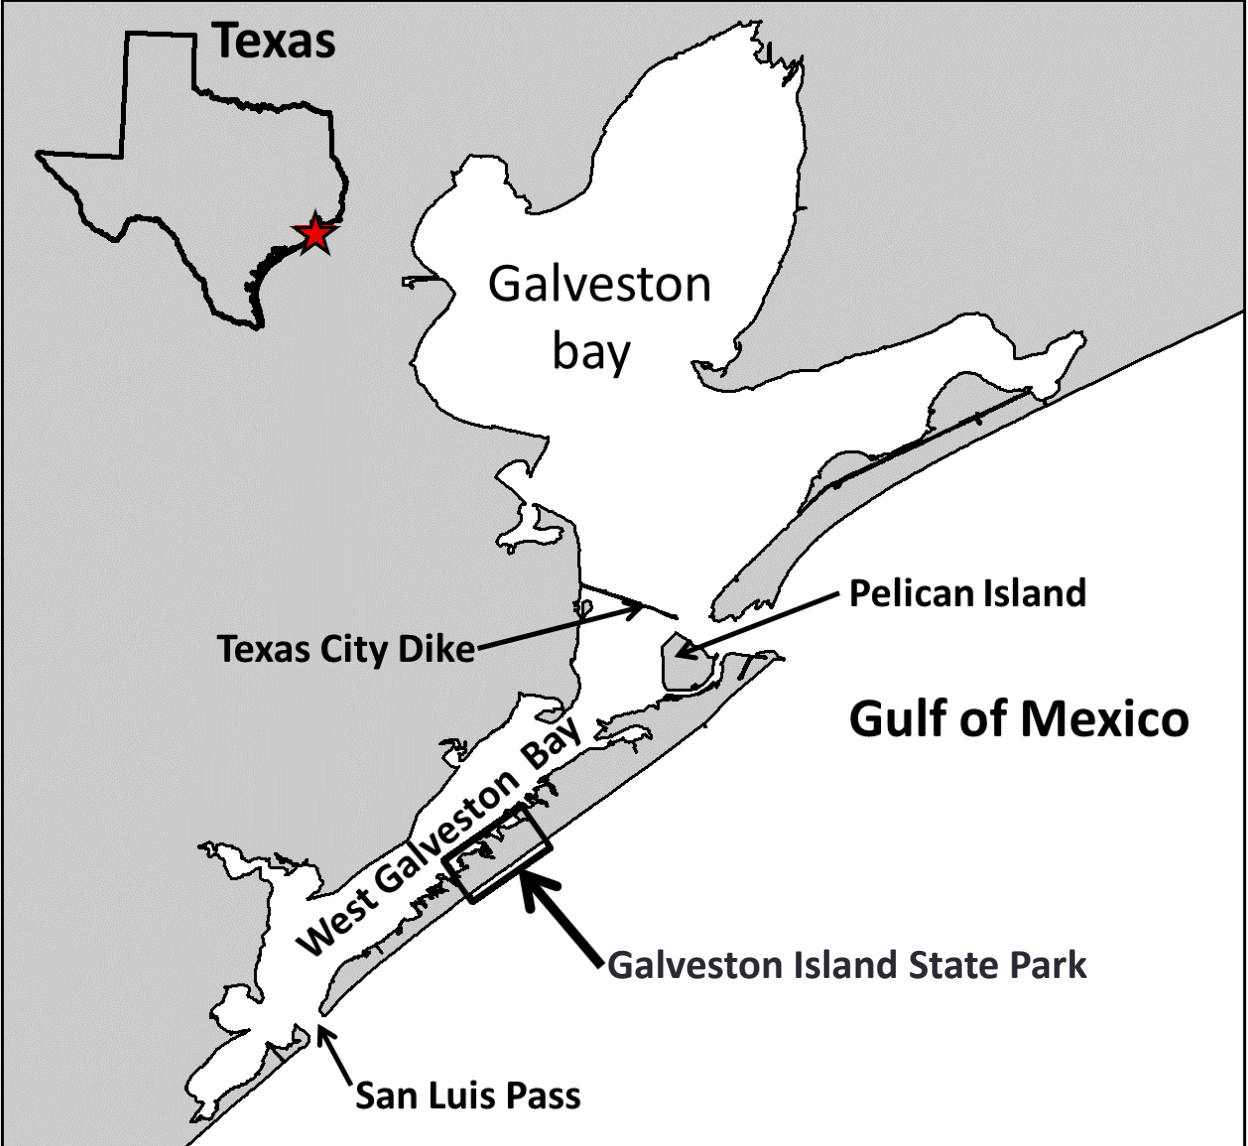 Texas
Galveston
bay
Pelican Island
Texas City Dike
Gulf of Mexico
West Galveston Bay
Galveston Island State Park
San Luis Pass